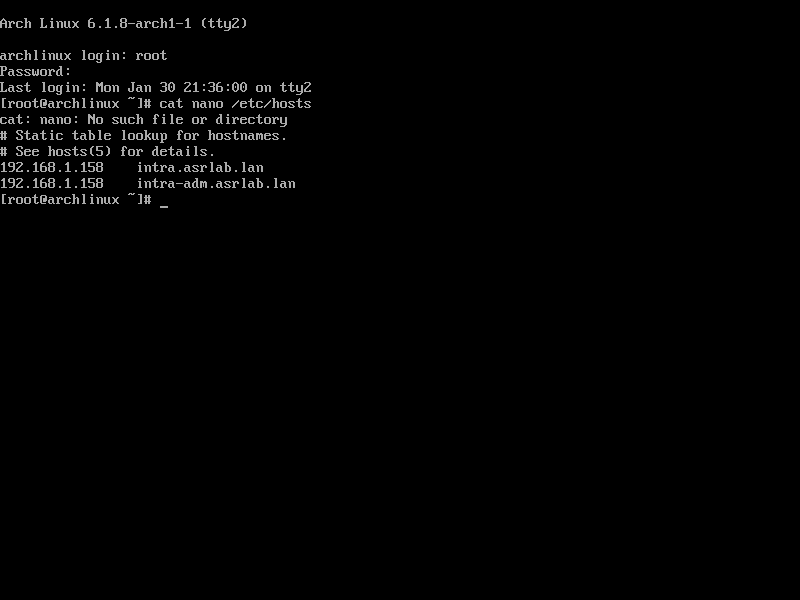 Arch Linux 6.1.8-arch1-1 (tty2)
archlinux login: root
Password:
Last login: Mon Jan 30 21:36:00 on tty2
[root@archlinux ~]# cat nano /etc/hosts
cat: nano: No such file or directory
# Static table lookup for hostnames.
# See hosts(5) for details.
192.168.1.158    intra.asrlab.lan
192.168.1.158    intra-adm.asrlab.lan
[root@archlinux ~]# _